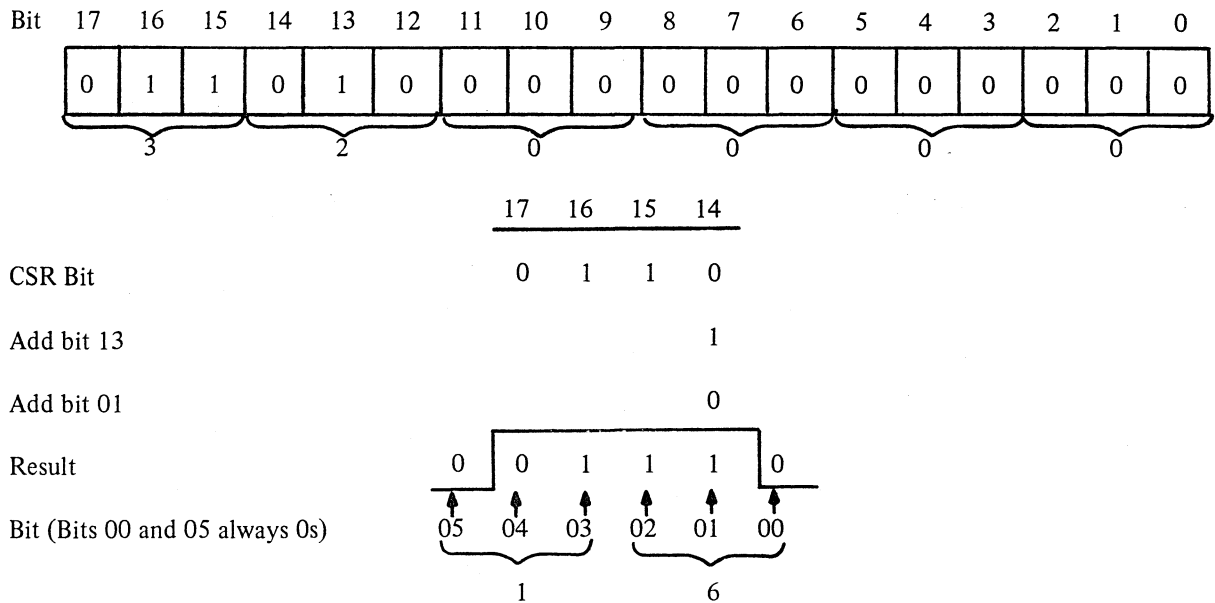 Bit 17 16 15 14 13 12 11 10 9 8 7 6 5 4 3 2 1 0
0 1 1 0 1 0 0 0 0 0 0 0 0 0 0 0 0 0
3 2 0 0 0 0
17 16 15 14
CSR Bit 0 1 1 0
Add bit 13 1
Add bit 01 0
Result 0 0 1 1 1 0
Bit (Bits 00 and 05 always 0s) 05 04 03 02 01 00
1 6